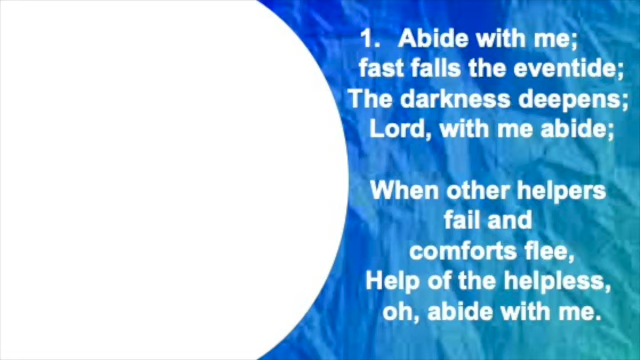 1. Abide with me;
fast falls the eventide;
The darkness deepens;
Lord, with me abide;
When other helpers
fail and
comforts flee,
Help of the helpless,
oh, abide with me.